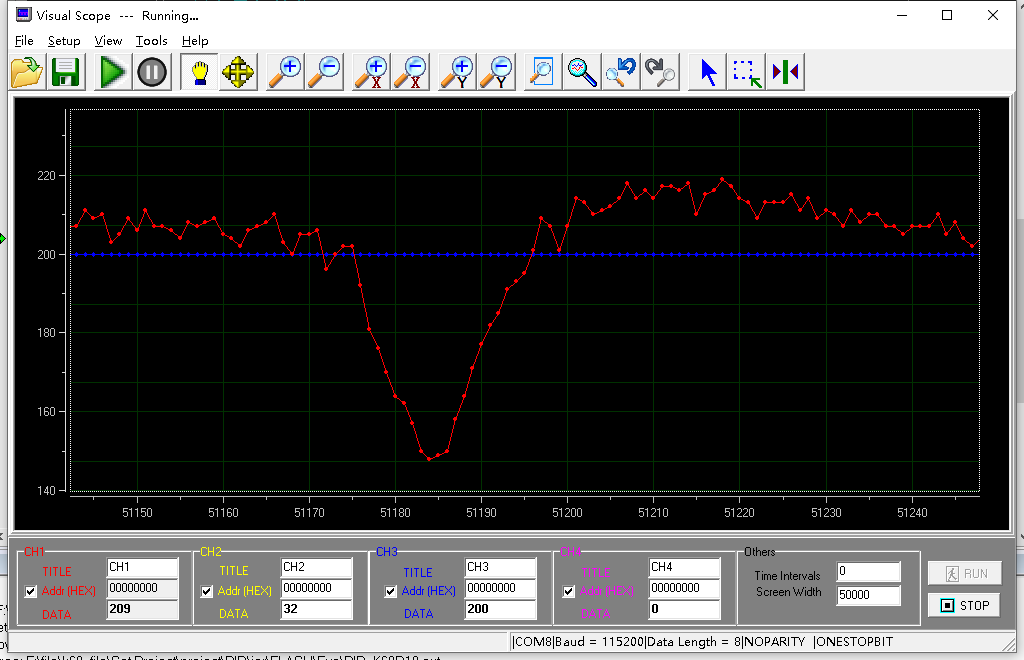 Visual Scope --- Running...
File Setup View Tools Help
X X Y Y
220
200
180
160
140
51150 51160 51170 51180 51190 51200 51210 51220 51230 51240
CH1 CH2 CH3 CH4 Others
TITLE CH1 TITLE CH2 TITLE CH3 TITLE CH4
Addr (HEX) 00000000 Addr (HEX) 00000000 Addr (HEX) 00000000 Addr (HEX) 00000000
DATA 209 DATA 32 DATA 200 DATA 0
Time Intervals 0
Screen Width 50000
RUN
STOP
|COM8|Baud = 115200|Data Length = 8|NOPARITY |ONESTOPBIT